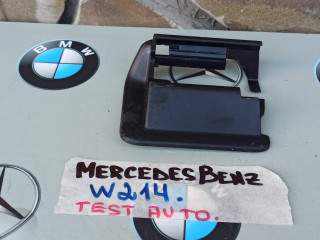 BMW
MERCEDES BENZ
W214.
TEST AUTO.